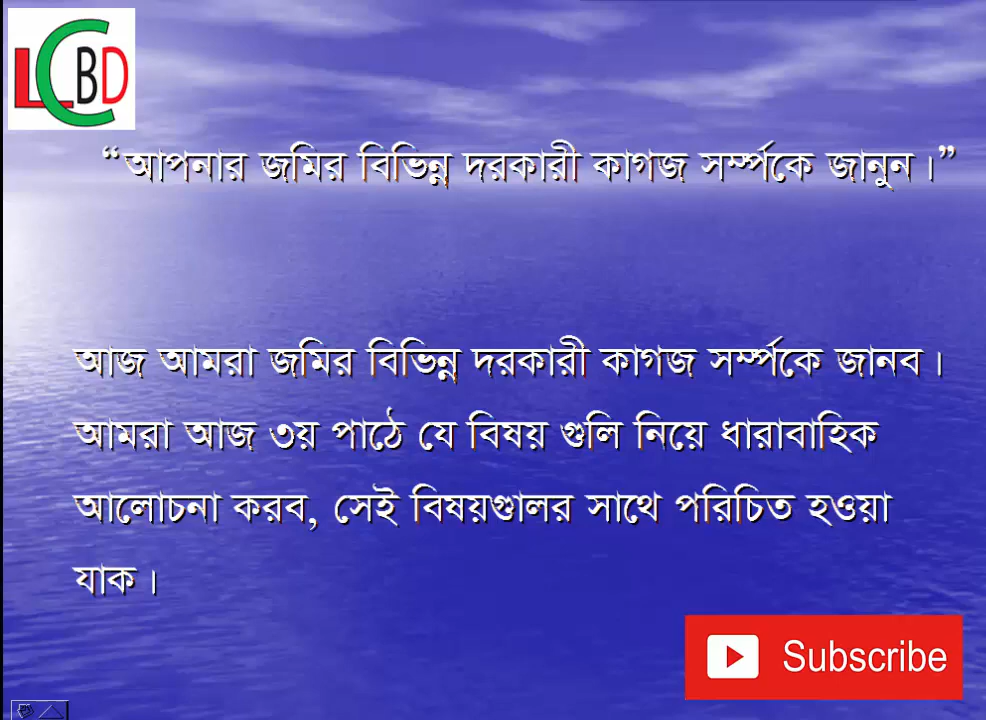 LCBD
“আপনার জমির বিভিন্ন দরকারী কাগজ সর্ম্পকে জানুন।”
আজ আমরা জমির বিভিন্ন দরকারী কাগজ সর্ম্পকে জানব।
আমরা আজ ৩য় পাঠে যে বিষয় গুলি নিয়ে ধারাবাহিক
আলোচনা করব, সেই বিষয়গুালর সাথে পরিচিত হওয়া
যাক।
Subscribe